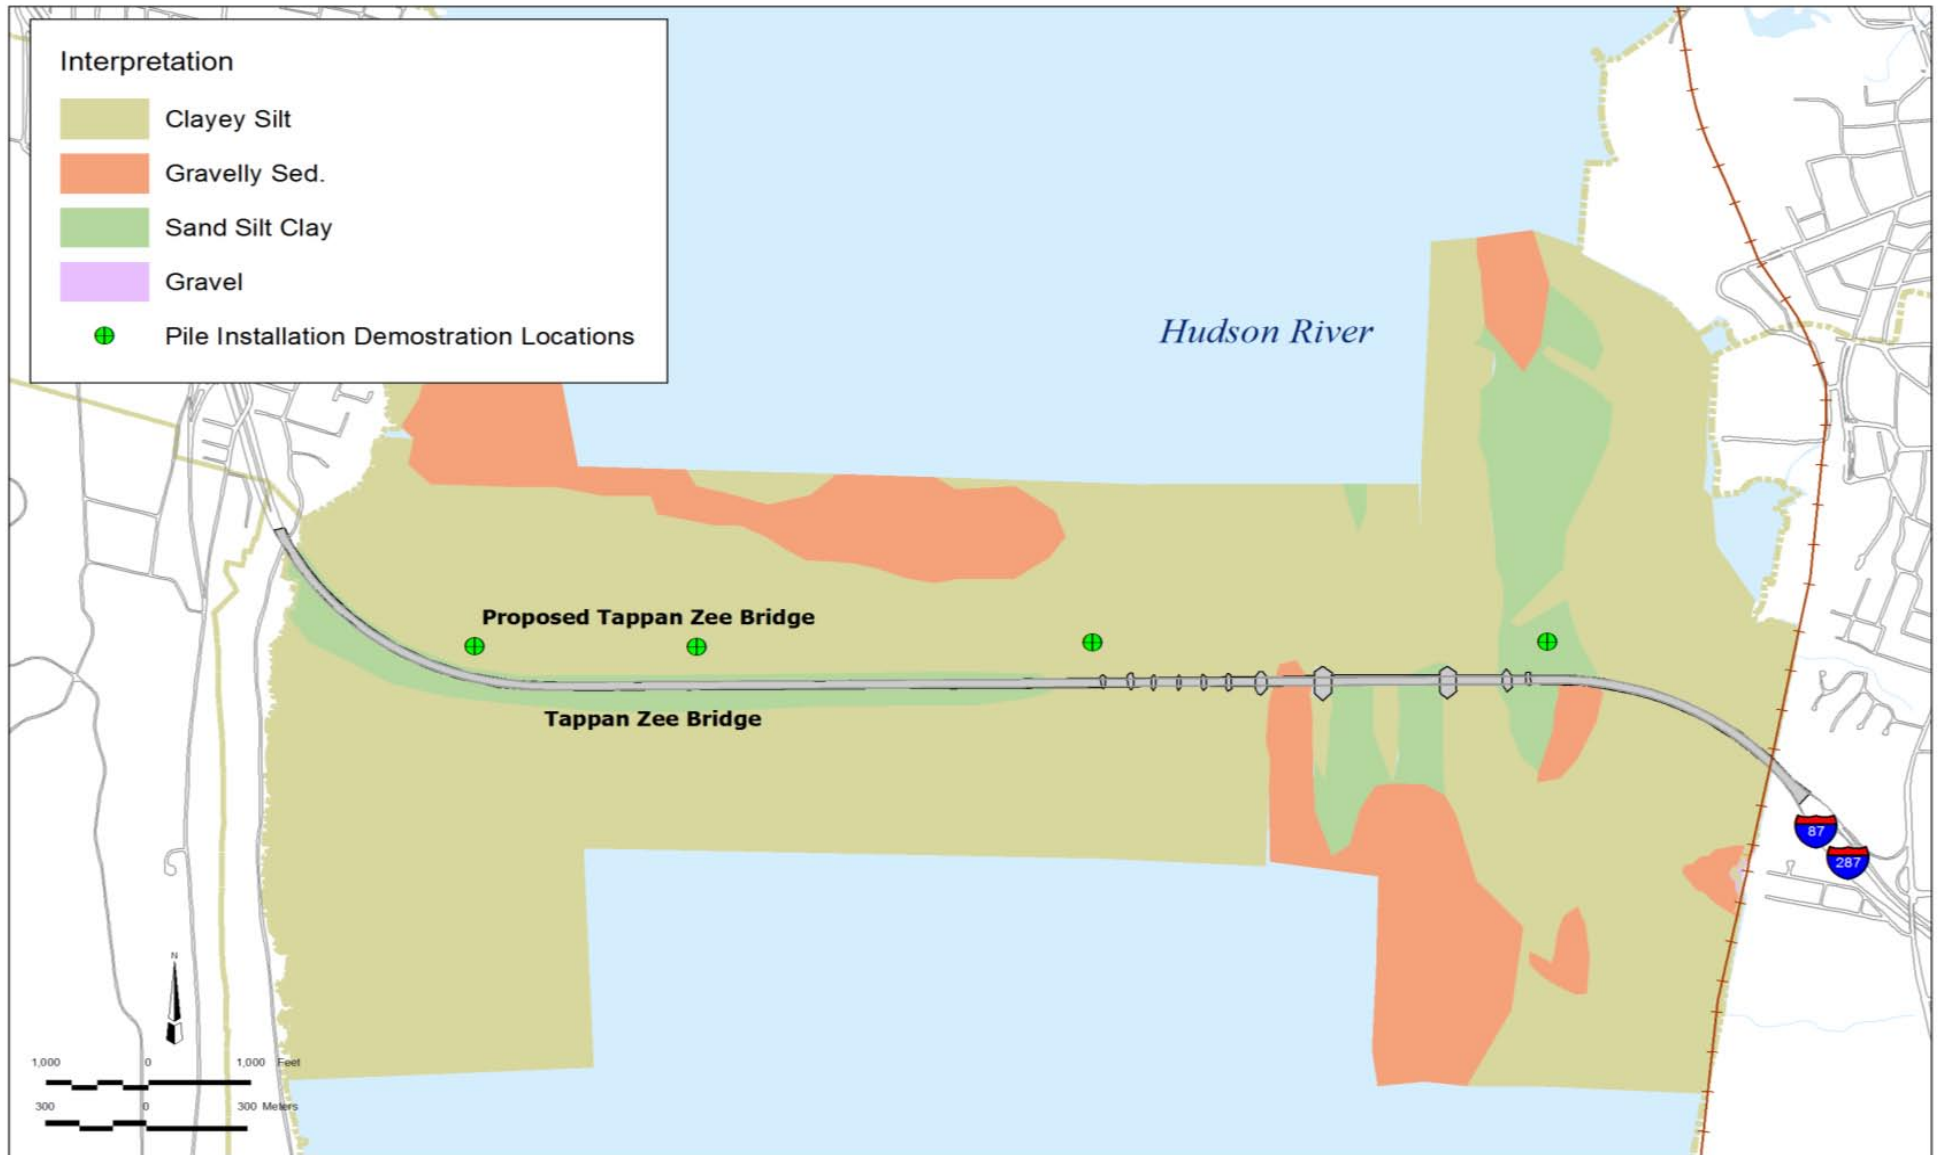 Interpretation
Clayey Silt
Gravelly Sed.
Sand Silt Clay
Gravel
Pile Installation Demostration Locations
Hudson River
Proposed Tappan Zee Bridge
Tappan Zee Bridge
87
287
N
1,000 0 1,000 Feet
300 0 300 Meters